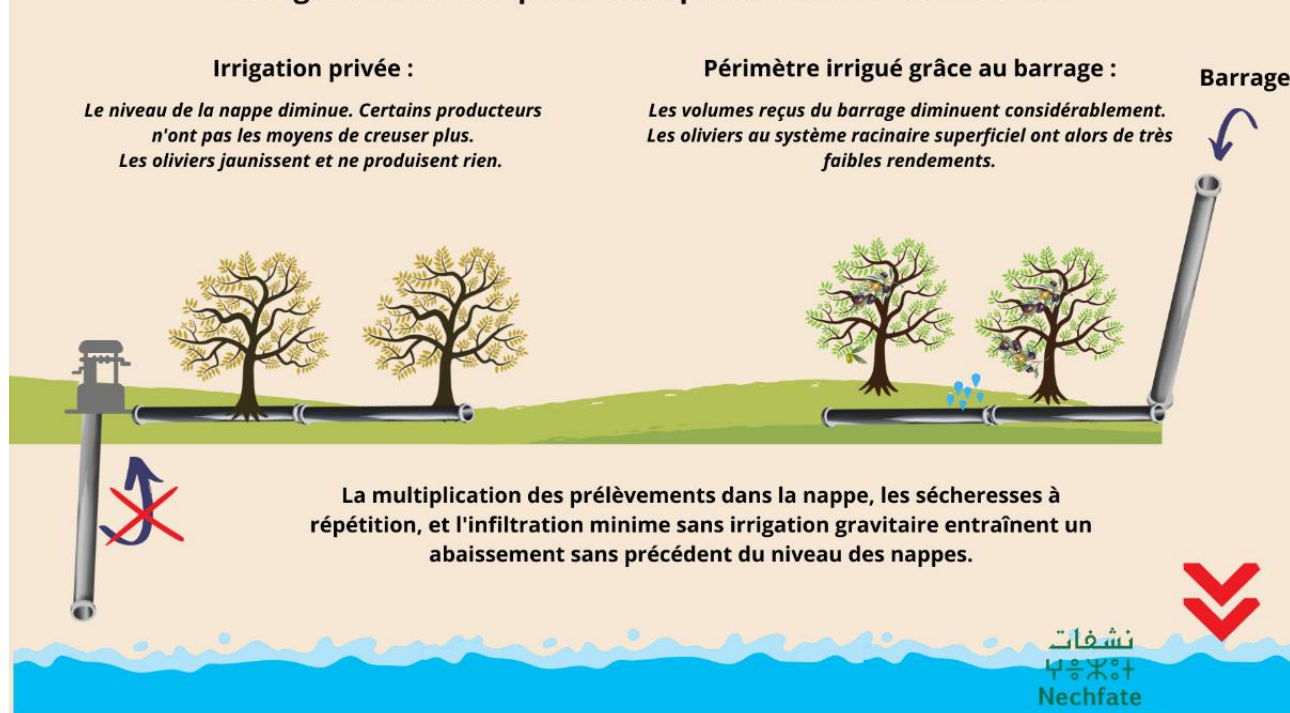 Irrigation privée :
Le niveau de la nappe diminue. Certains producteurs
n'ont pas les moyens de creuser plus.
Les oliviers jaunissent et ne produisent rien.
Périmètre irrigué grâce au barrage :
Les volumes reçus du barrage diminuent considérablement.
Les oliviers au système racinaire superficiel ont alors de très
faibles rendements.
Barrage
La multiplication des prélèvements dans la nappe, les sécheresses à
répétition, et l'infiltration minime sans irrigation gravitaire entraînent un
abaissement sans précédent du niveau des nappes.
نشفات
ⵏⵛⴼⴰⵜ
Nechfate